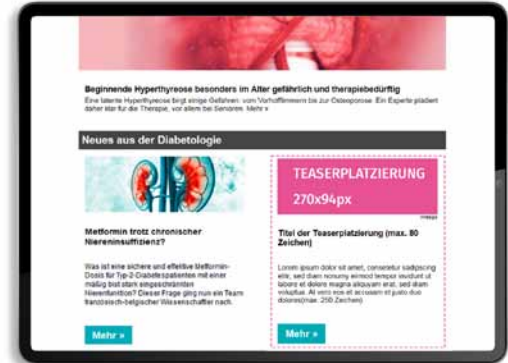 Beginnende Hyperthyreose besonders im Alter gefährlich und therapiebedürftig
Eine latente Hyperthyreose birgt einige Gefahren: vom Vorhofflimmern bis zur Osteoporose. Ein Experte plädiert
daher klar für die Therapie, vor allem bei Senioren. Mehr »
Neues aus der Diabetologie
Metformin trotz chronischer
Niereninsuffizienz?
Was ist eine sichere und effektive Metformin-
Dosis für Typ-2-Diabetespatienten mit einer
mäßig bist stark eingeschränkten
Nierenfunktion? Dieser Frage ging nun ein Team
französisch-belgischer Wissenschaftler nach.
Mehr »
TEASERPLATZIERUNG
270x94px
Titel der Teaserplatzierung (max. 80
Zeichen)
Lorem ipsum dolor sit amet, consetetur sadipscing
elitr, sed diam nonumy eirmod tempor invidunt ut
labore et dolore magna aliquyam erat, sed diam
voluptua. At vero eos et accusam et justo duo
dolores(max. 250 Zeichen)
Mehr »